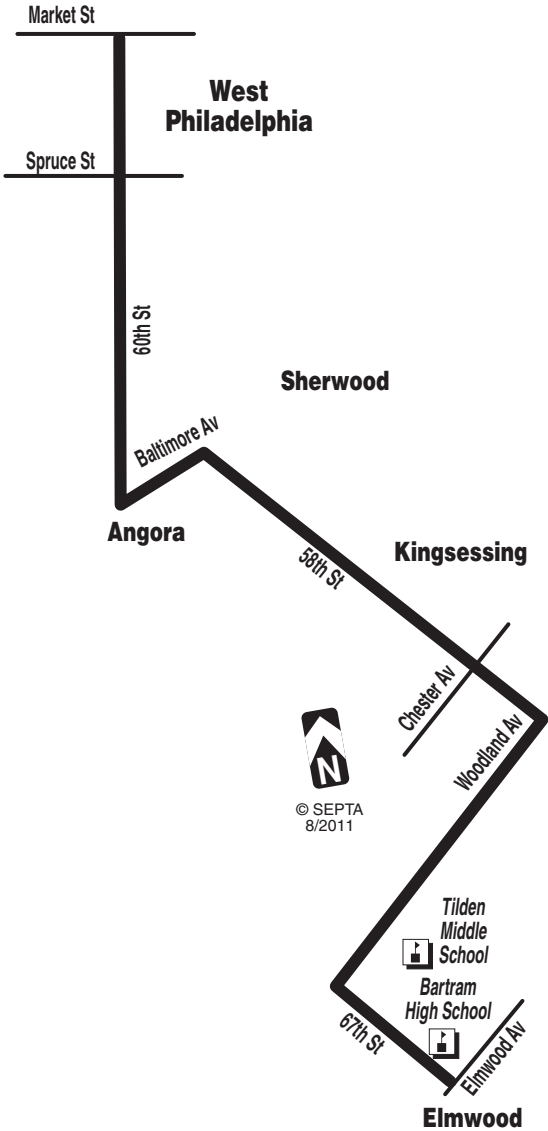 Market St
West
Philadelphia
Spruce St
60th St
Sherwood
Baltimore Av
Angora
58th St
Kingsessing
Chester Av
Woodland Av
N
© SEPTA
8/2011
Tilden
Middle
School
Bartram
High School
67th St
Elmwood Av
Elmwood